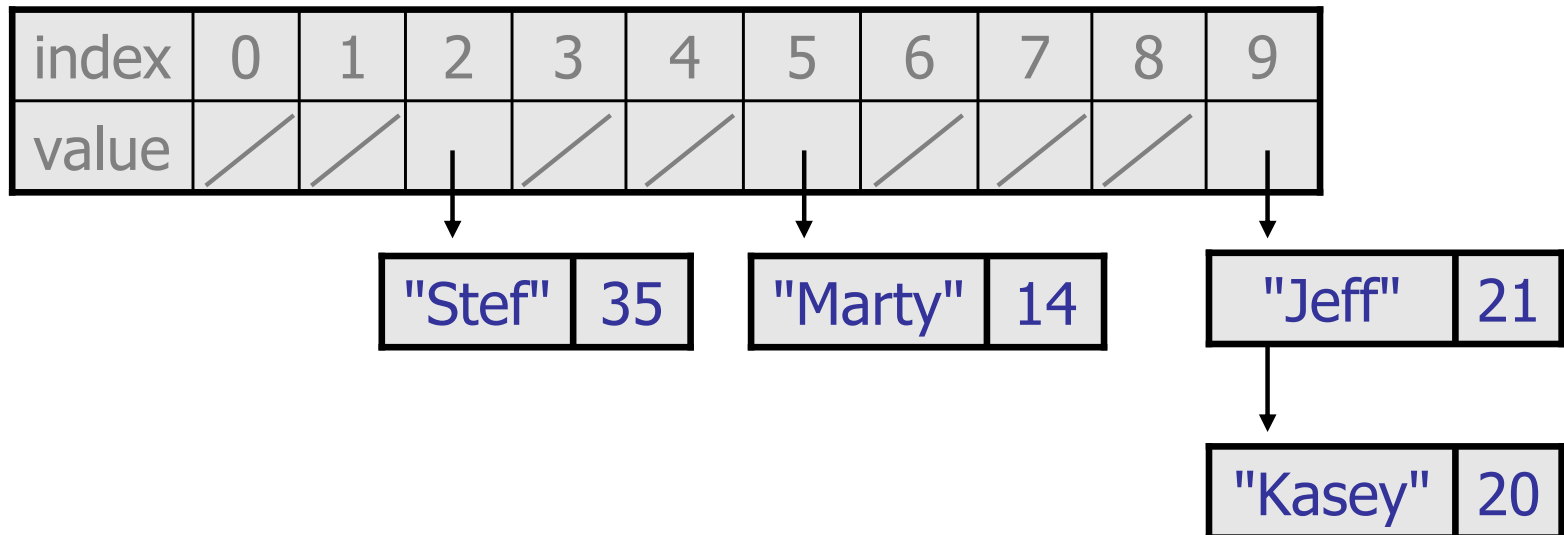 index 0 1 2 3 4 5 6 7 8 9
value
"Stef" 35 "Marty" 14 "Jeff" 21
"Kasey" 20